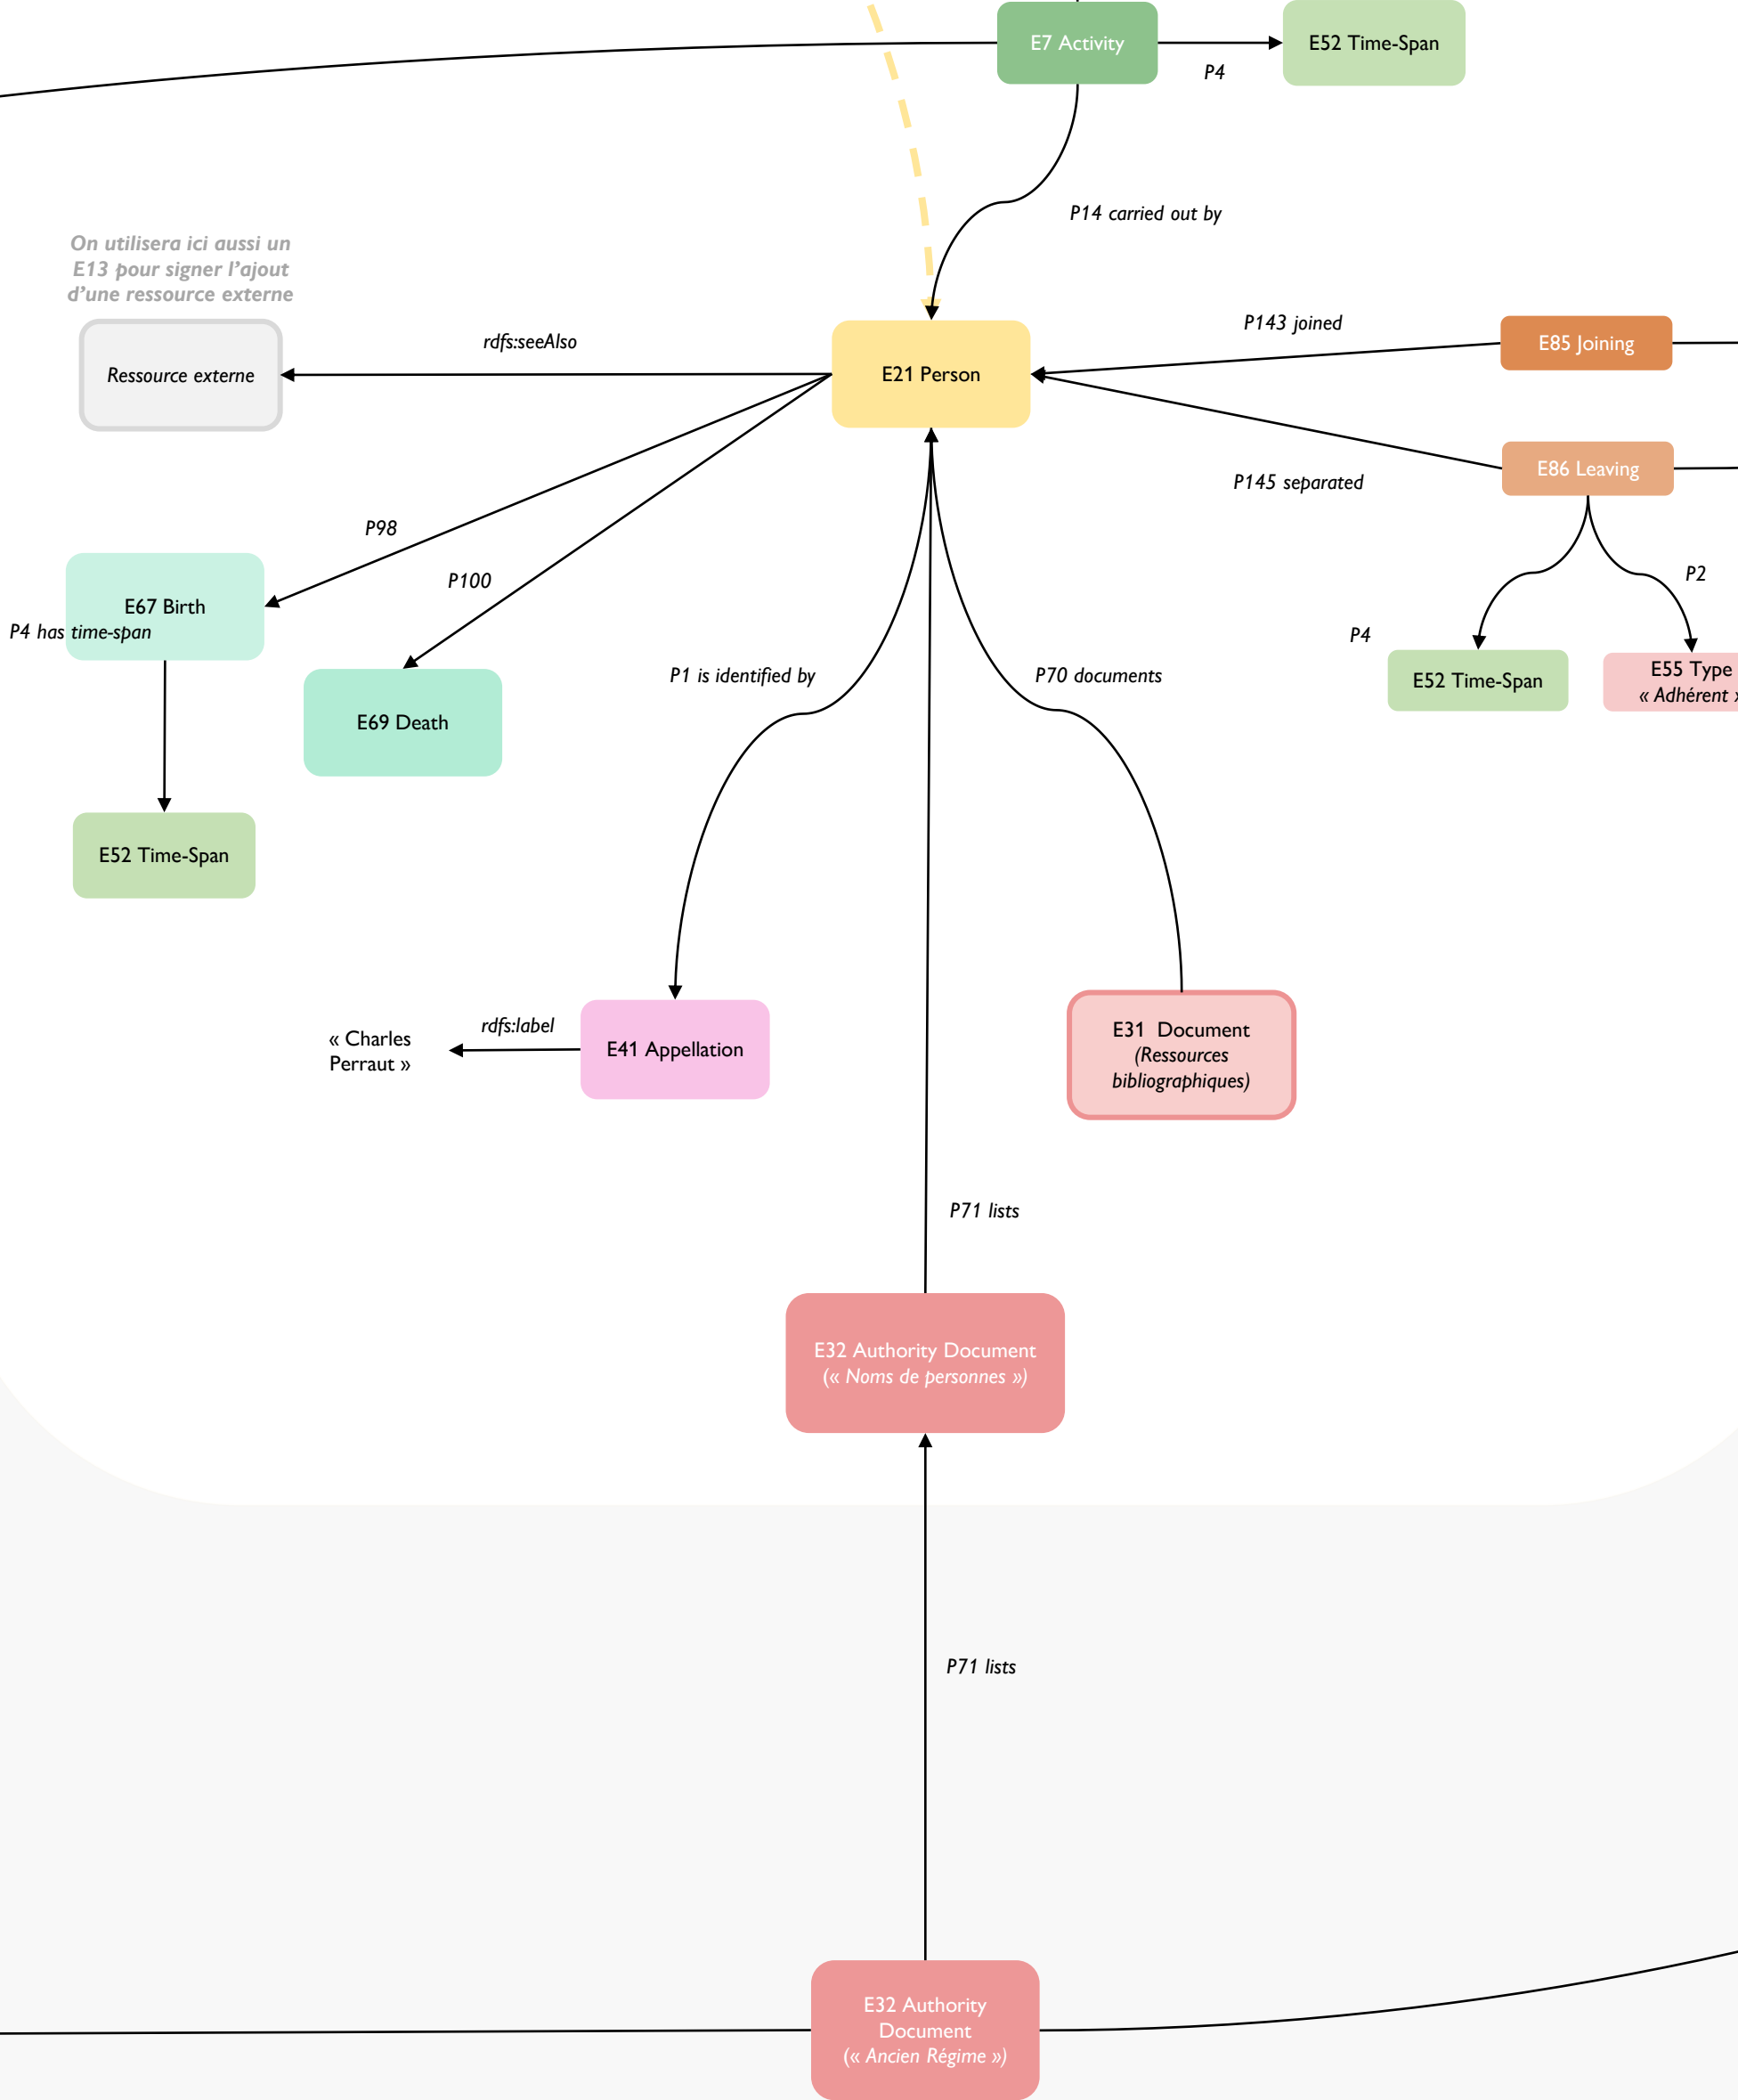 E7 Activity
E52 Time-Span
P4
P14 carried out by
On utilisera ici aussi un
E13 pour signer l'ajout
d'une ressource externe
P143 joined
E85 Joining
rdfs:seeAlso
Ressource externe
E21 Person
E86 Leaving
P145 separated
P98
P100
P2
E67 Birth
P4 has time-span
P4
P1 is identified by
P70 documents
E52 Time-Span
E55 Type
« Adhérent »
E69 Death
E52 Time-Span
rdfs:label
« Charles
Perraut »
E41 Appellation
E31 Document
(Ressources
bibliographiques)
P71 lists
E32 Authority Document
(« Noms de personnes »)
P71 lists
E32 Authority
Document
(« Ancien Régime »)